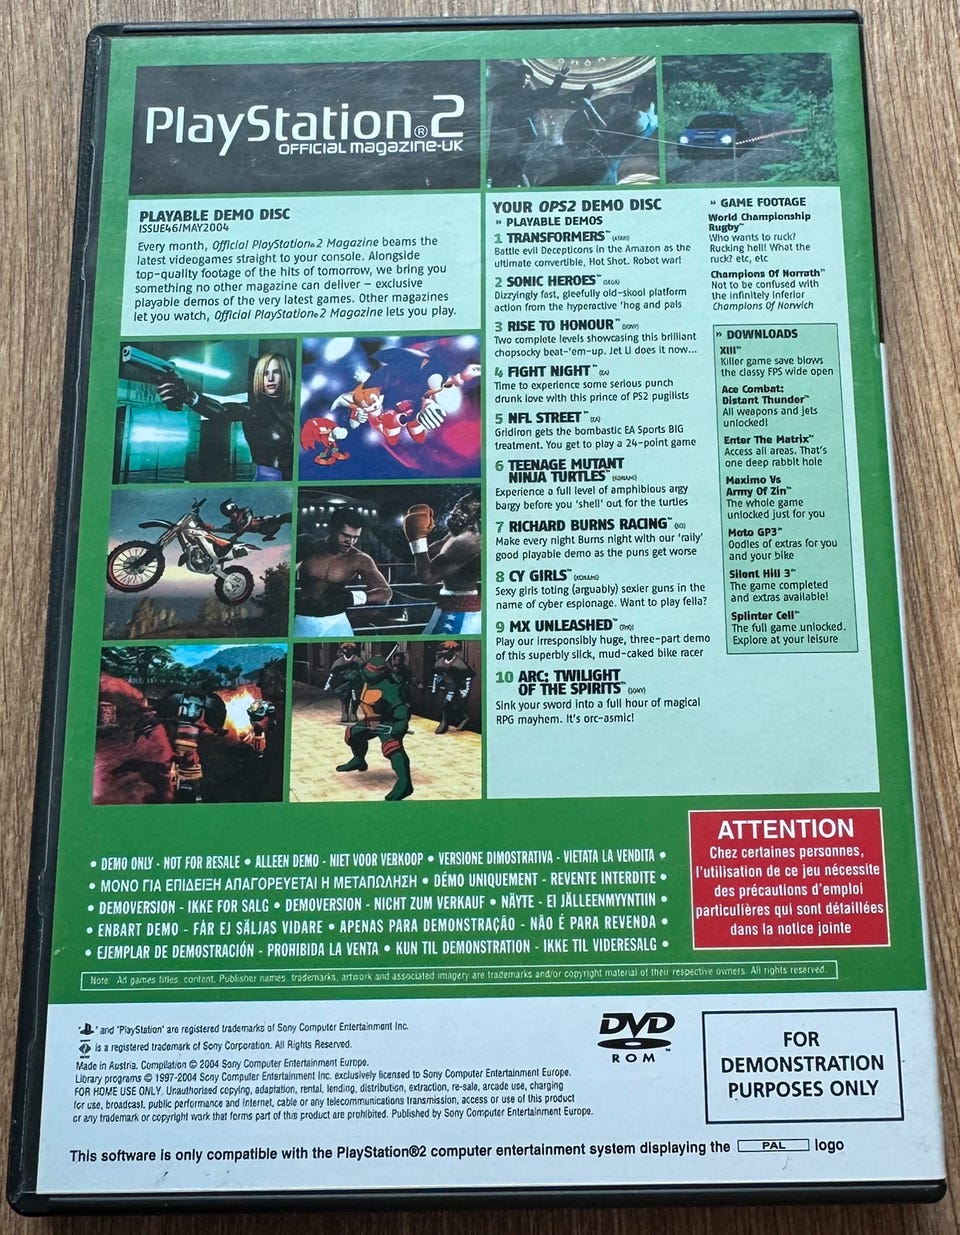 PlayStation®2
OFFICIAL magazine-UK
PLAYABLE DEMO DISC
ISSUE46/MAY2004
Every month, Official PlayStation®2 Magazine beams the
latest videogames straight to your console. Alongside
top-quality footage of the hits of tomorrow, we bring you
something no other magazine can deliver – exclusive
playable demos of the very latest games. Other magazines
let you watch, Official PlayStation®2 Magazine lets you play.
YOUR OPS2 DEMO DISC
» PLAYABLE DEMOS
1 TRANSFORMERS™ (ATARI)
Battle evil Decepticons in the Amazon as the
ultimate convertible, Hot Shot. Robot war!
2 SONIC HEROES™ (SEGA)
Dizzyingly fast, gleefully old-skool platform
action from the hyperactive 'hog and pals
3 RISE TO HONOUR™ (SONY)
Two complete levels showcasing this brilliant
chopsocky beat-'em-up. Jet Li does it now...
4 FIGHT NIGHT™ (EA)
Time to experience some serious punch
drunk love with this prince of PS2 pugilists
5 NFL STREET™ (EA)
Gridiron gets the bombastic EA Sports BIG
treatment. You get to play a 24-point game
6 TEENAGE MUTANT
NINJA TURTLES™ (KONAMI)
Experience a full level of amphibious argy
bargy before you 'shell' out for the turtles
7 RICHARD BURNS RACING™ (SCI)
Make every night Burns night with our 'rally'
good playable demo as the puns get worse
8 CY GIRLS™ (KONAMI)
Sexy girls toting (arguably) sexier guns in the
name of cyber espionage. Want to play fella?
9 MX UNLEASHED™ (THQ)
Play our irresponsibly huge, three-part demo
of this superbly slick, mud-caked bike racer
10 ARC: TWILIGHT
OF THE SPIRITS™ (SONY)
Sink your sword into a full hour of magical
RPG mayhem. It's orc-asmic!
» GAME FOOTAGE
World Championship
Rugby™
Who wants to ruck?
Rucking hell! What the
ruck? etc, etc
Champions Of Norrath™
Not to be confused with
the infinitely inferior
Champions Of Norwich
» DOWNLOADS
XIII™
Killer game save blows
the classy FPS wide open
Ace Combat:
Distant Thunder™
All weapons and jets
unlocked!
Enter The Matrix™
Access all areas. That's
one deep rabbit hole
Maximo Vs
Army Of Zin™
The whole game
unlocked just for you
Moto GP3™
Oodles of extras for you
and your bike
Silent Hill 3™
The game completed
and extras available!
Splinter Cell™
The full game unlocked.
Explore at your leisure
• DEMO ONLY - NOT FOR RESALE • ALLEEN DEMO - NIET VOOR VERKOOP • VERSIONE DIMOSTRATIVA - VIETATA LA VENDITA •
• ΜΟΝΟ ΓΙΑ ΕΠΙΔΕΙΞΗ ΑΠΑΓΟΡΕΥΕΤΑΙ Η ΜΕΤΑΠΩΛΗΣΗ • DÉMO UNIQUEMENT - REVENTE INTERDITE •
• DEMOVERSION - IKKE FOR SALG • DEMOVERSION - NICHT ZUM VERKAUF • NÄYTE - EI JÄLLEENMYYNTIIN •
• ENBART DEMO - FÅR EJ SÄLJAS VIDARE • APENAS PARA DEMONSTRAÇÃO - NÃO É PARA REVENDA •
• EJEMPLAR DE DEMOSTRACIÓN - PROHIBIDA LA VENTA • KUN TIL DEMONSTRATION - IKKE TIL VIDERESALG •
ATTENTION
Chez certaines personnes,
l'utilisation de ce jeu nécessite
des précautions d'emploi
particulières qui sont détaillées
dans la notice jointe
Note: All games titles, content. Publisher names, trademarks, artwork and associated imagery are trademarks and/or copyright material of their respective owners. All rights reserved.
" " and "PlayStation" are registered trademarks of Sony Computer Entertainment Inc.
is a registered trademark of Sony Corporation. All Rights Reserved.
Made in Austria. Compilation © 2004 Sony Computer Entertainment Europe.
Library programs © 1997-2004 Sony Computer Entertainment Inc. exclusively licensed to Sony Computer Entertainment Europe.
FOR HOME USE ONLY. Unauthorised copying, adaptation, rental, lending, distribution, extraction, re-sale, arcade use, charging
for use, broadcast, public performance and internet, cable or any telecommunications transmission, access or use of this product
or any trademark or copyright work that forms part of this product are prohibited. Published by Sony Computer Entertainment Europe.
DVD
ROM
FOR
DEMONSTRATION
PURPOSES ONLY
This software is only compatible with the PlayStation®2 computer entertainment system displaying the PAL logo